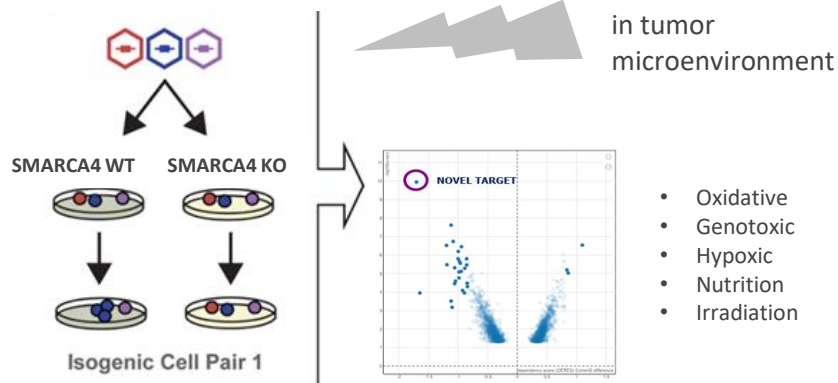 in tumor
microenvironment
SMARCA4 WT SMARCA4 KO
Isogenic Cell Pair 1
NOVEL TARGET
• Oxidative
• Genotoxic
• Hypoxic
• Nutrition
• Irradiation